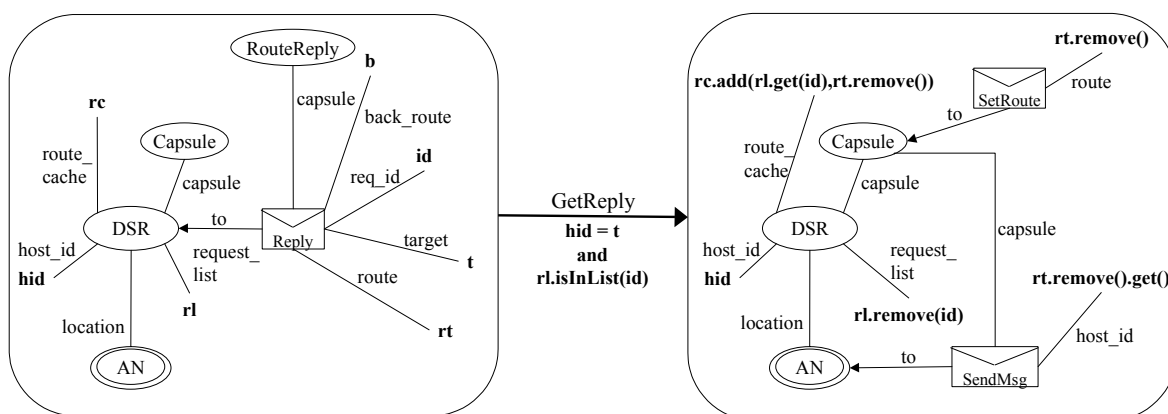 RouteReply
b
rc
capsule
Capsule
back_route
route_
cache
id
capsule
req_id
DSR
to
Reply
host_id
request_
list
target
hid
t
rl
route
location
rt
AN
GetReply
hid = t
and
rl.isInList(id)
rt.remove()
rc.add(rl.get(id),rt.remove())
route
SetRoute
to
Capsule
route_
cache
capsule
DSR
capsule
host_id
request_
list
hid
rt.remove().get()
rl.remove(id)
location
host_id
to
AN
SendMsg